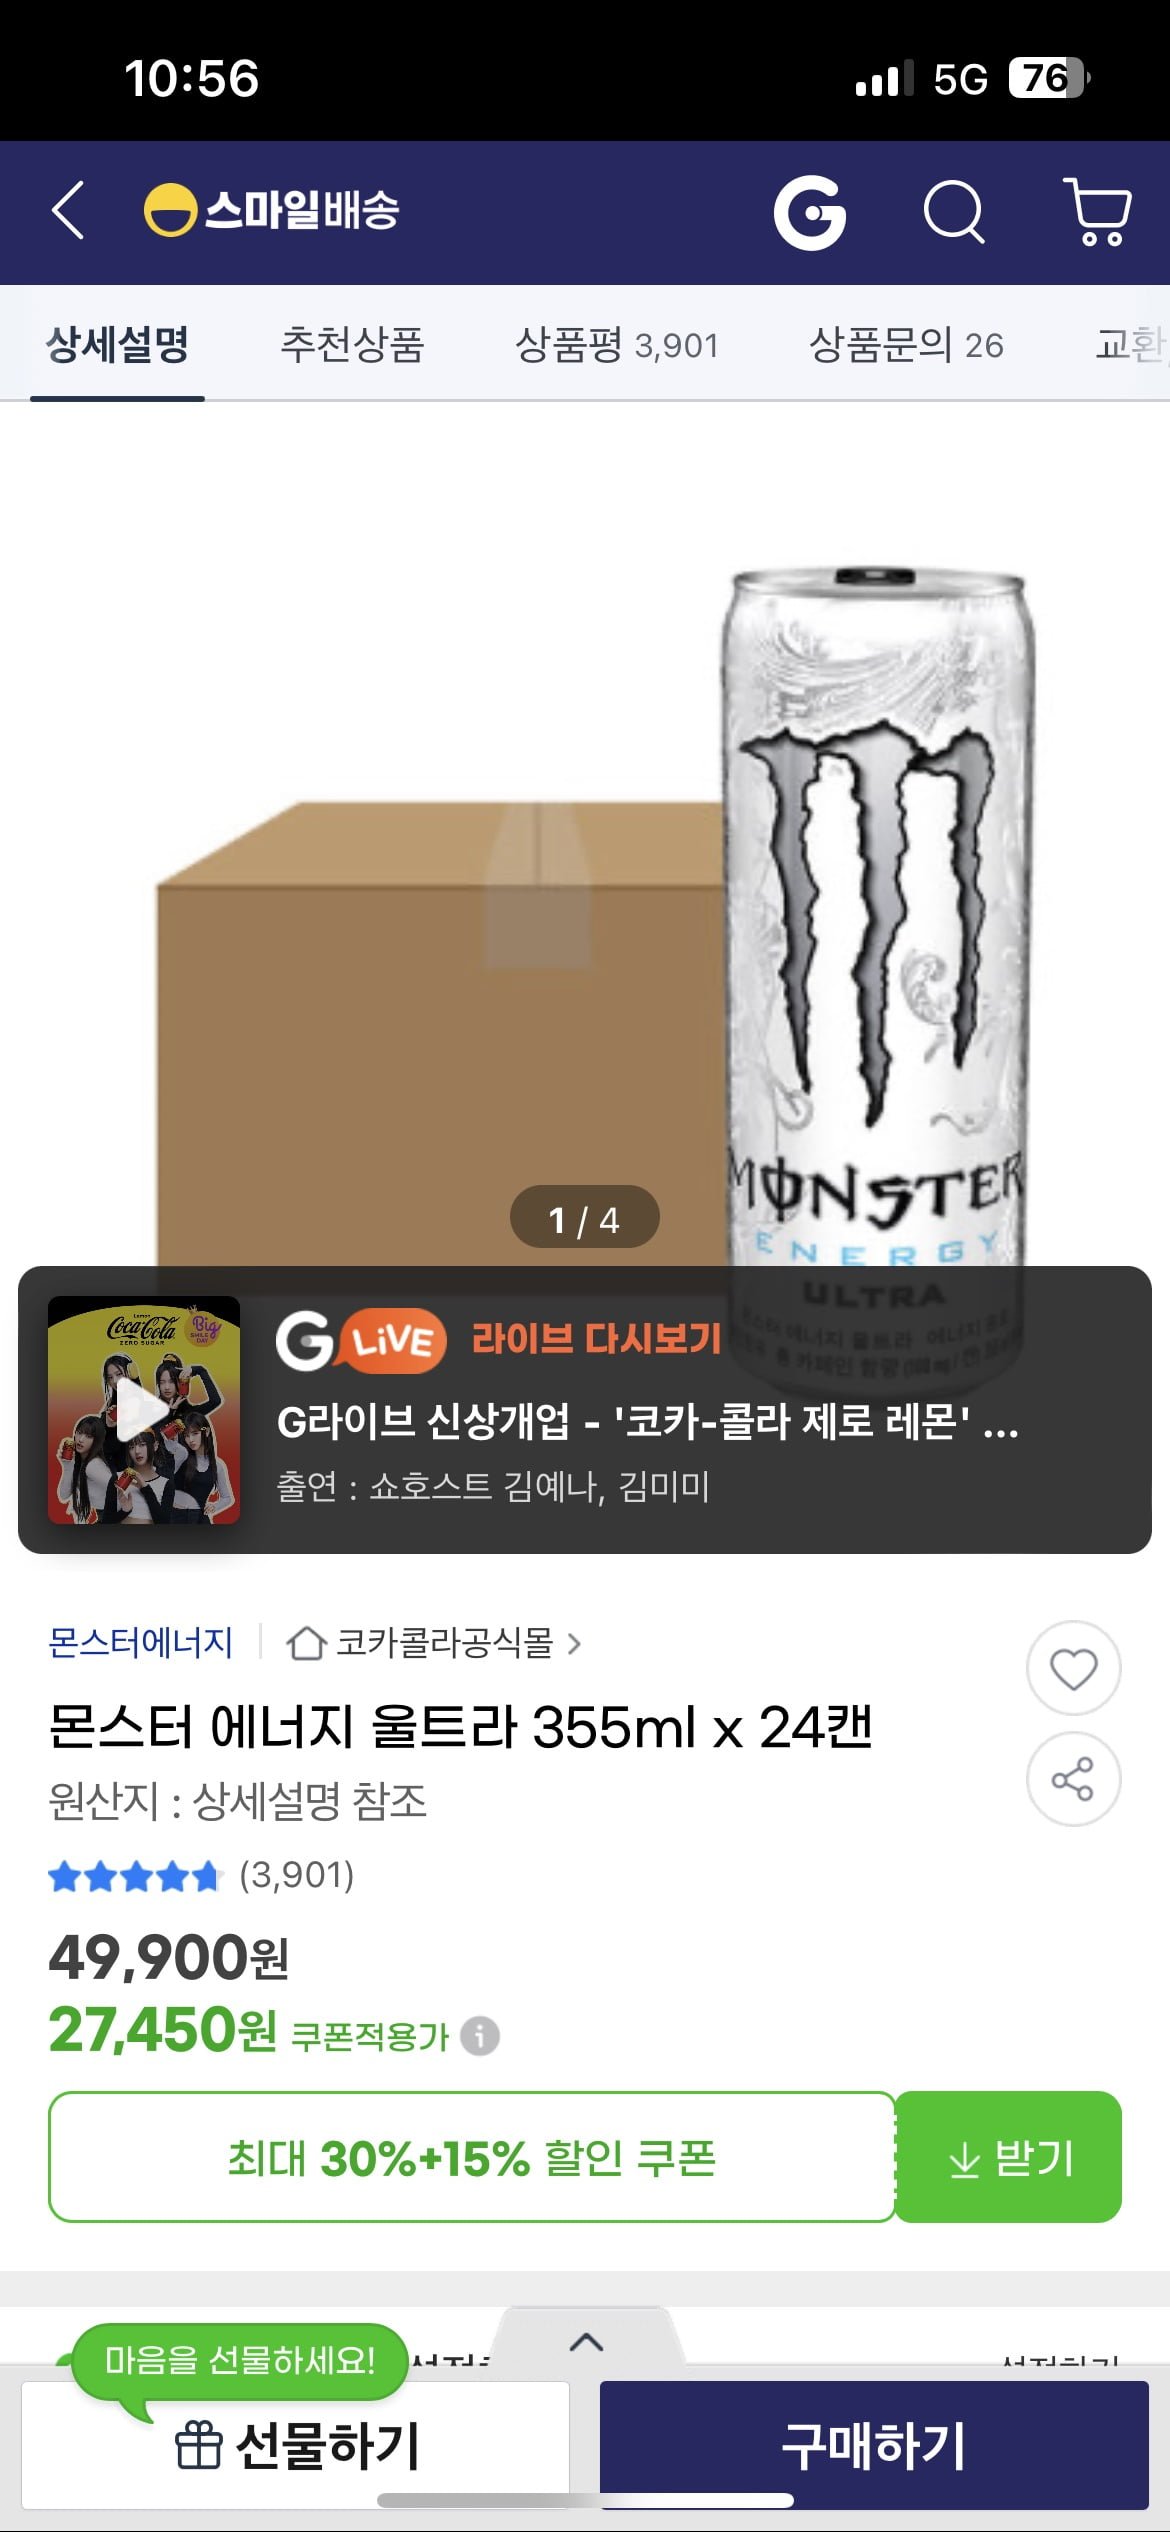 10:56
5G 76
스마일배송
상세설명 추천상품 상품평 3,901 상품문의 26 교환
MONSTER
ENERGY
ULTRA
1 / 4
Coca-Cola
ZERO SUGAR
Big
SMILE
DAY
G LiVE 라이브 다시보기
G라이브 신상개업 - '코카-콜라 제로 레몬' ...
출연 : 쇼호스트 김예나, 김미미
몬스터에너지 코카콜라공식몰 >
몬스터 에너지 울트라 355ml x 24캔
원산지 : 상세설명 참조
(3,901)
49,900원
27,450원 쿠폰적용가
최대 30%+15% 할인 쿠폰 받기
마음을 선물하세요!
선물하기 구매하기